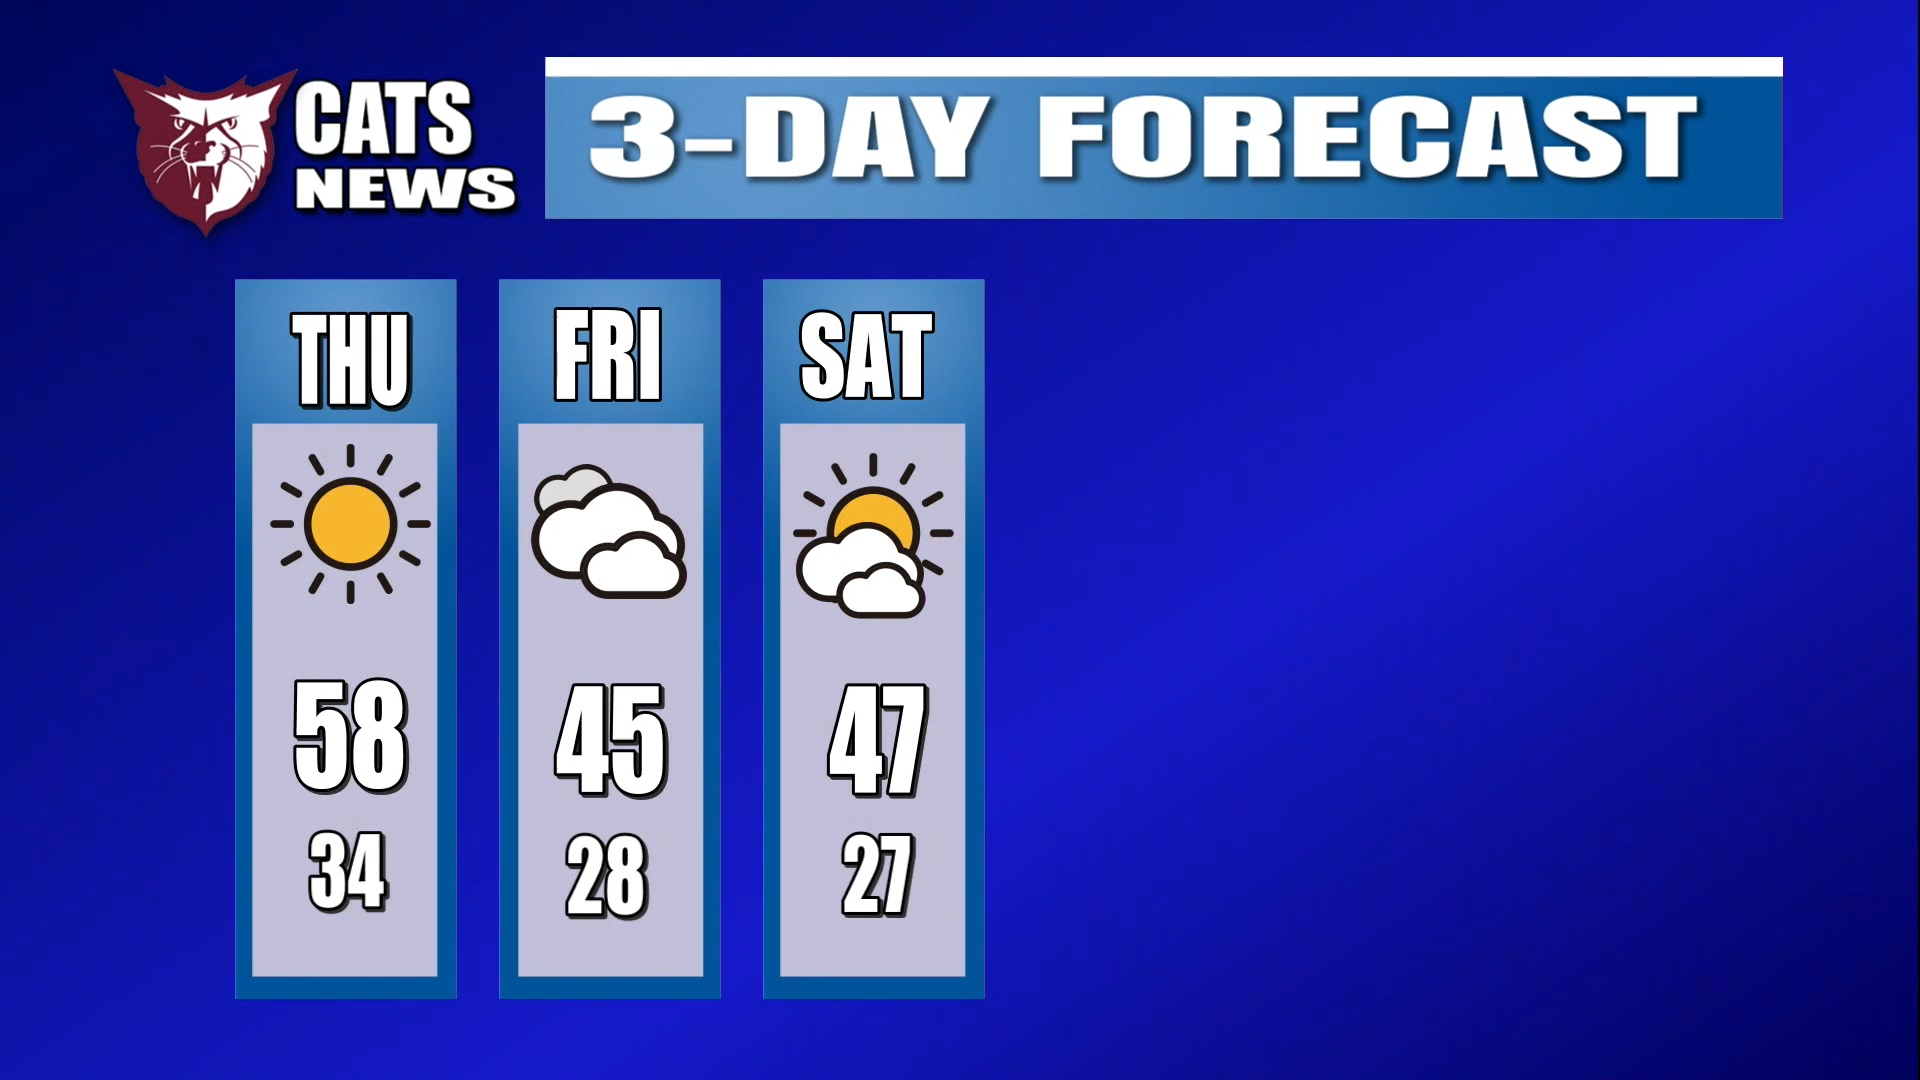 CATS
NEWS
3-DAY FORECAST
THU
FRI
SAT
58
45
47
34
28
27